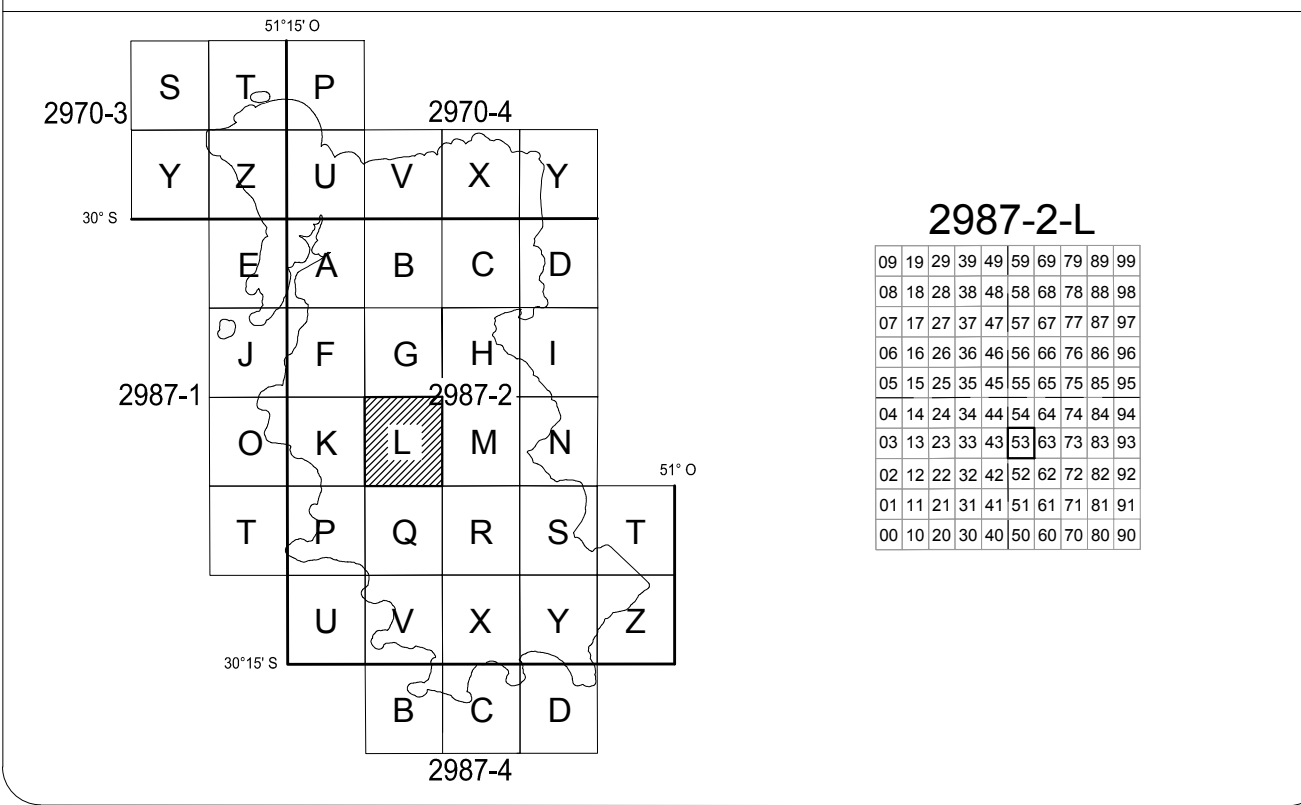 51°15' O
S T P
2970-3 2970-4
Y Z U V X Y
30° S
E A B C D
J F G H I
2987-1 2987-2
O K L M N
51° O
T P Q R S T
U V X Y Z
30°15' S
B C D
2987-4
2987-2-L
09 19 29 39 49 59 69 79 89 99
08 18 28 38 48 58 68 78 88 98
07 17 27 37 47 57 67 77 87 97
06 16 26 36 46 56 66 76 86 96
05 15 25 35 45 55 65 75 85 95
04 14 24 34 44 54 64 74 84 94
03 13 23 33 43 53 63 73 83 93
02 12 22 32 42 52 62 72 82 92
01 11 21 31 41 51 61 71 81 91
00 10 20 30 40 50 60 70 80 90